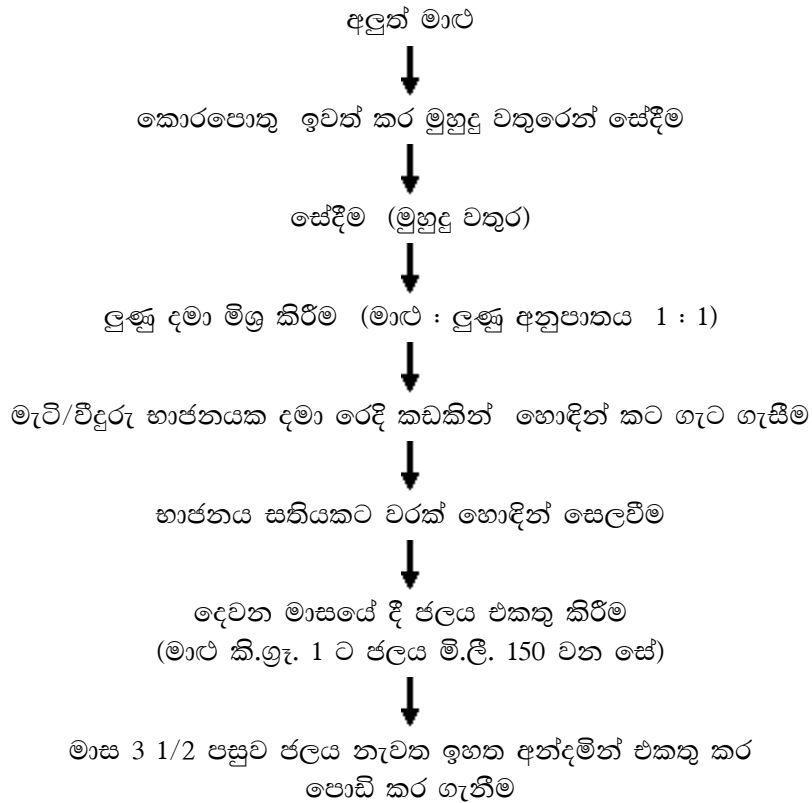 අලුත් මාළු
කොරපොතු ඉවත් කර මුහුදු වතුරෙන් සේදීම
සේදීම (මුහුදු වතුර)
ලුණු දමා මිශ්‍ර කිරීම (මාළු : ලුණු අනුපාතය 1 : 1)
මැටි/වීදුරු භාජනයක දමා රෙදි කඩකින් හොඳින් කට ගැට ගැසීම
භාජනය සතියකට වරක් හොඳින් සෙලවීම
දෙවන මාසයේ දී ජලය එකතු කිරීම
(මාළු කි.ග්‍රෑ. 1 ට ජලය මි.ලී. 150 වන සේ)
මාස 3 1/2 පසුව ජලය නැවත ඉහත අන්දමින් එකතු කර
පොඩි කර ගැනීම